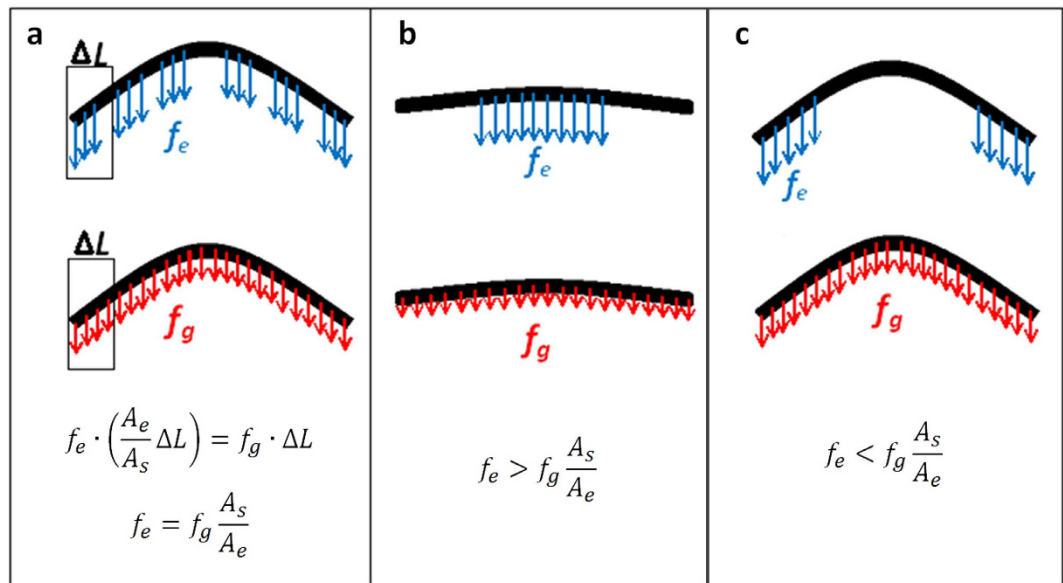 a
ΔL
f_e
ΔL
f_g
f_e · (A_e/A_s ΔL) = f_g · ΔL
f_e = f_g A_s/A_e
b
f_e
f_g
f_e > f_g A_s/A_e
c
f_e
f_g
f_e < f_g A_s/A_e